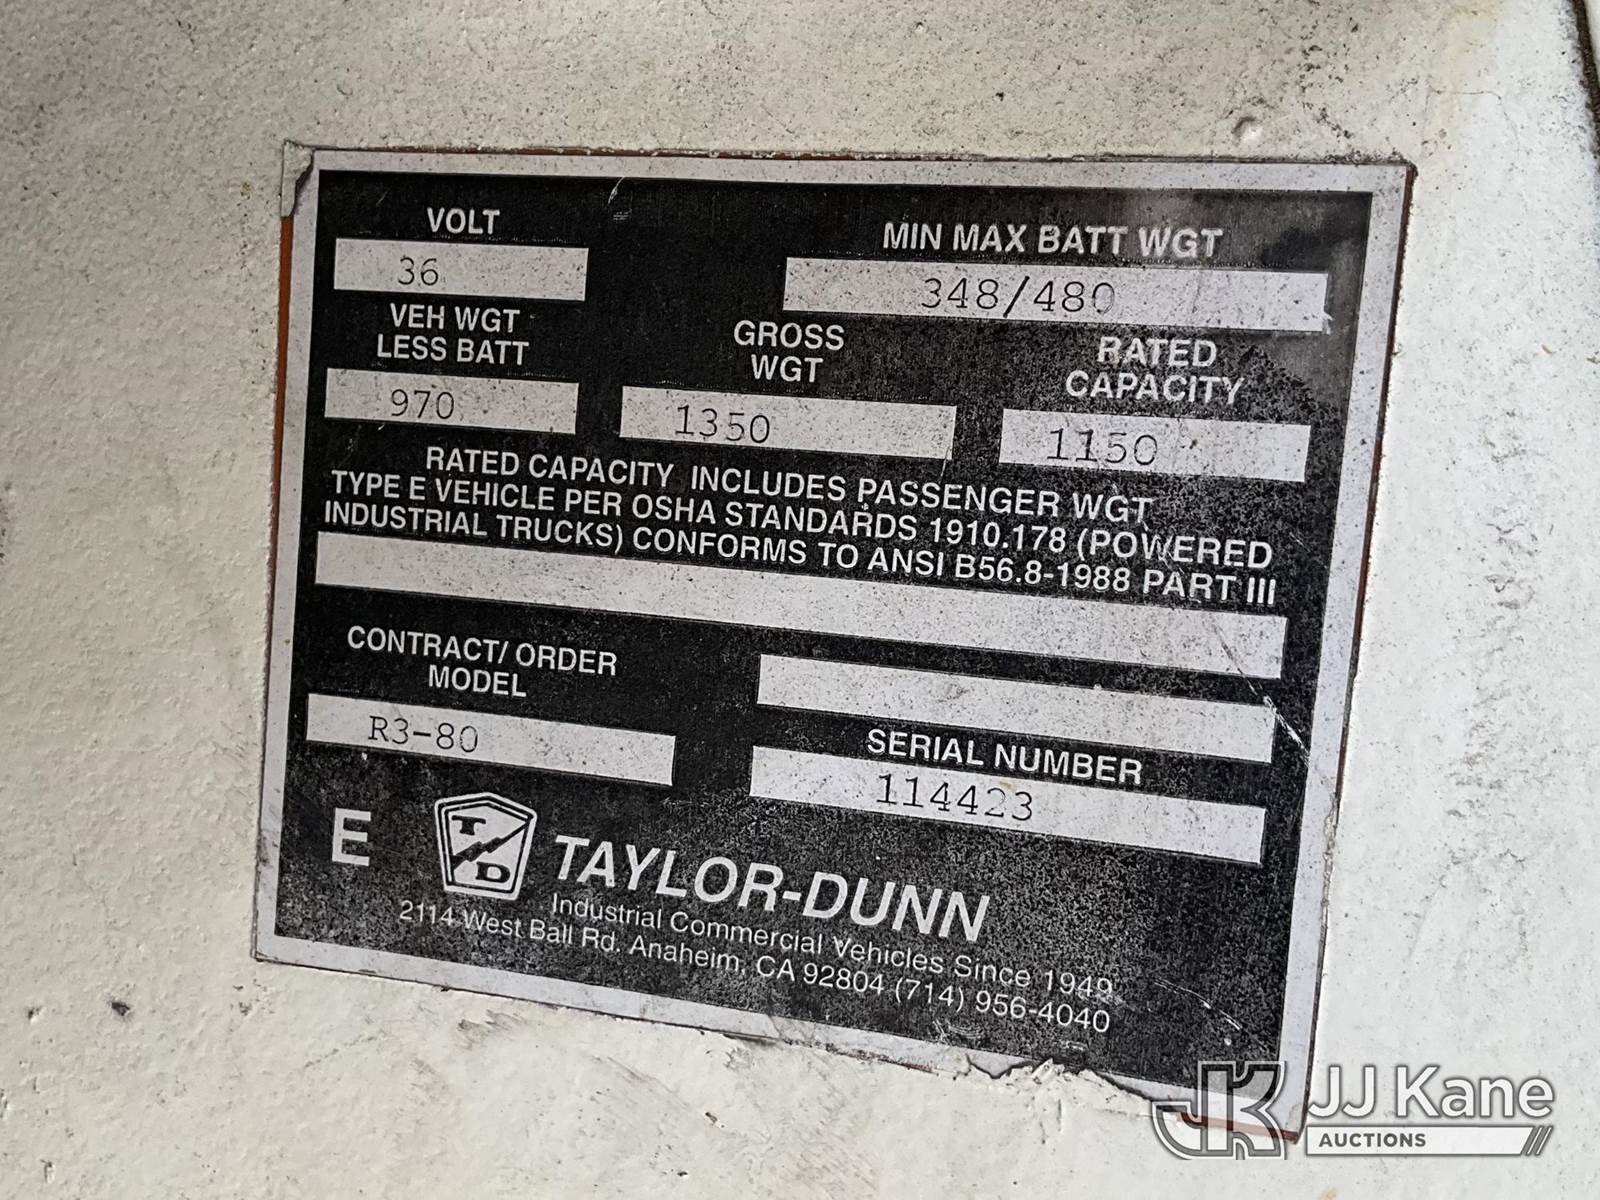 VOLT
36
MIN MAX BATT WGT
348/480
VEH WGT
LESS BATT
970
GROSS
WGT
1350
RATED
CAPACITY
1150
RATED CAPACITY INCLUDES PASSENGER WGT
TYPE E VEHICLE PER OSHA STANDARDS 1910.178 (POWERED
INDUSTRIAL TRUCKS) CONFORMS TO ANSI B56.8-1988 PART III
CONTRACT/ ORDER
MODEL
R3-80
SERIAL NUMBER
114423
E
T D
TAYLOR-DUNN
Industrial Commercial Vehicles Since 1949
2114 West Ball Rd. Anaheim, CA 92804 (714) 956-4040
JK
JJ Kane
AUCTIONS